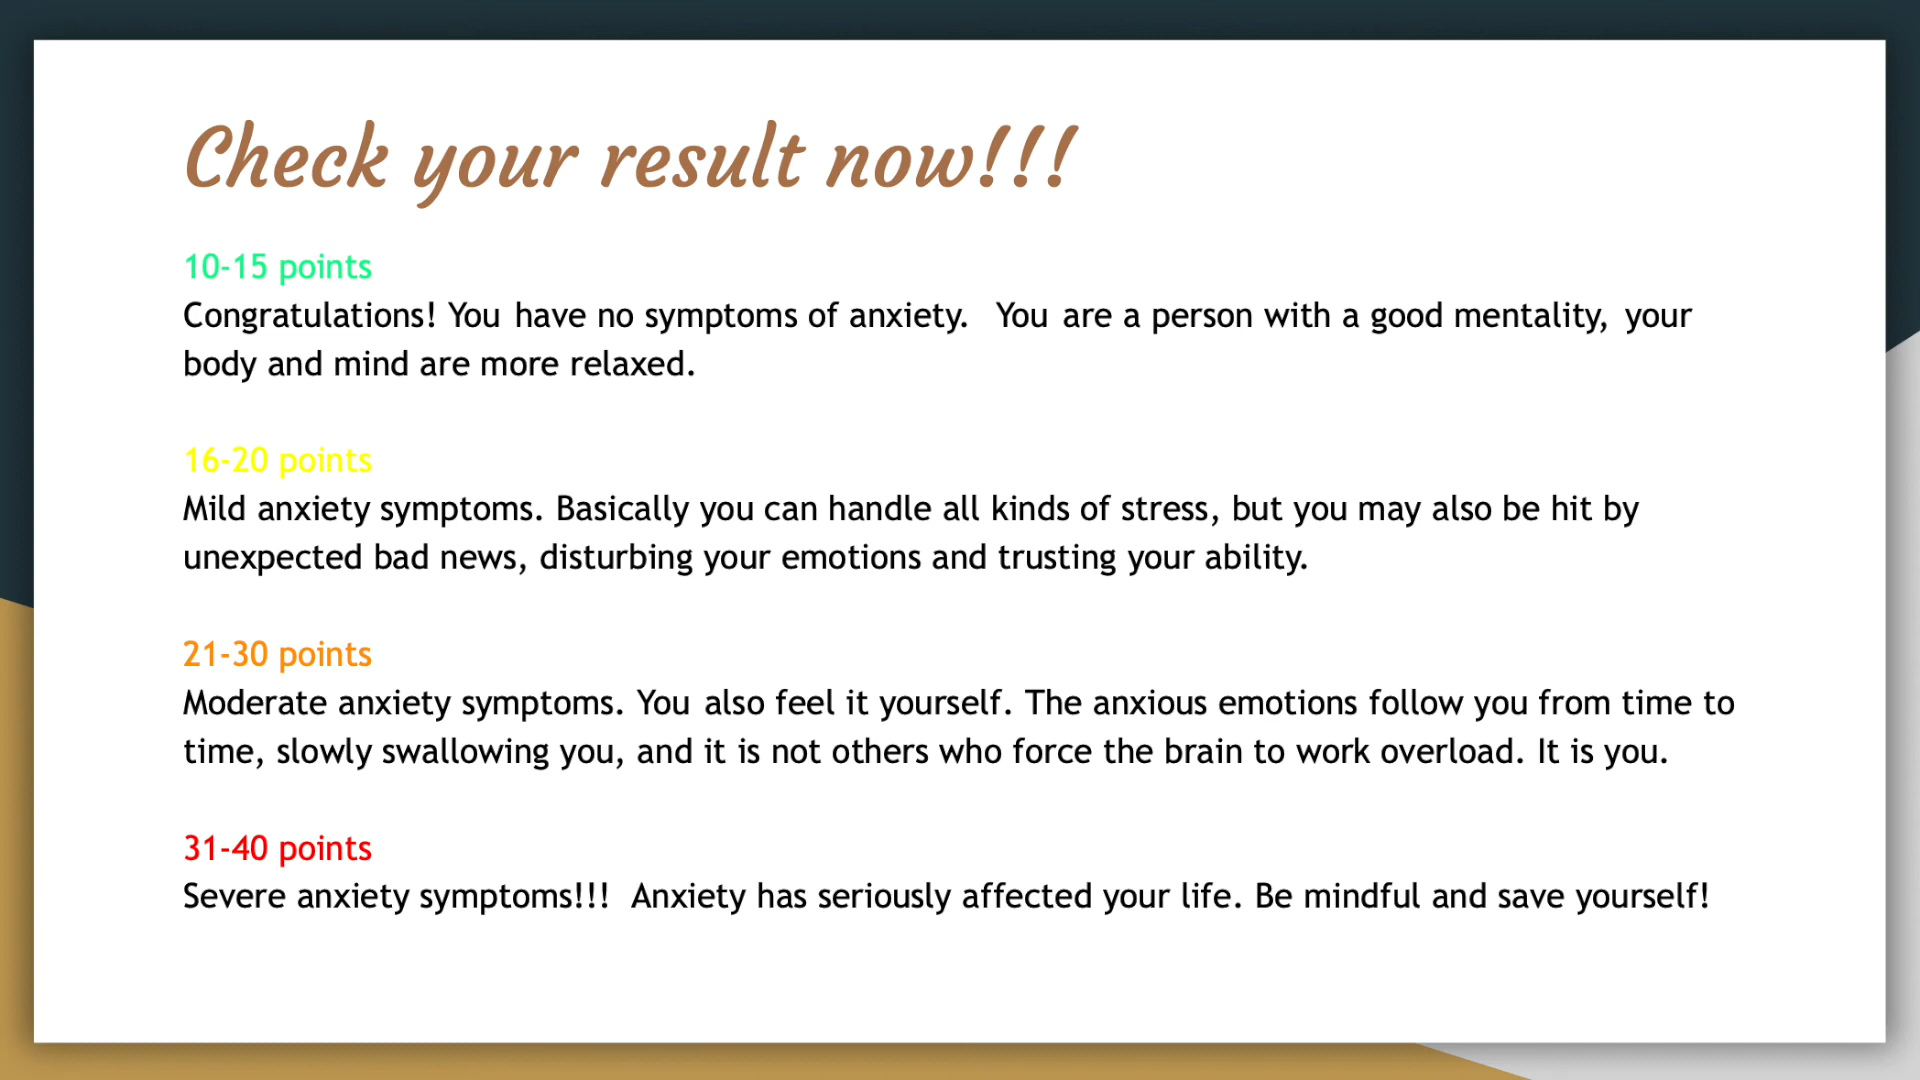 Check your result now!!!
10-15 points
Congratulations! You have no symptoms of anxiety. You are a person with a good mentality, your
body and mind are more relaxed.
16-20 points
Mild anxiety symptoms. Basically you can handle all kinds of stress, but you may also be hit by
unexpected bad news, disturbing your emotions and trusting your ability.
21-30 points
Moderate anxiety symptoms. You also feel it yourself. The anxious emotions follow you from time to
time, slowly swallowing you, and it is not others who force the brain to work overload. It is you.
31-40 points
Severe anxiety symptoms!!! Anxiety has seriously affected your life. Be mindful and save yourself!